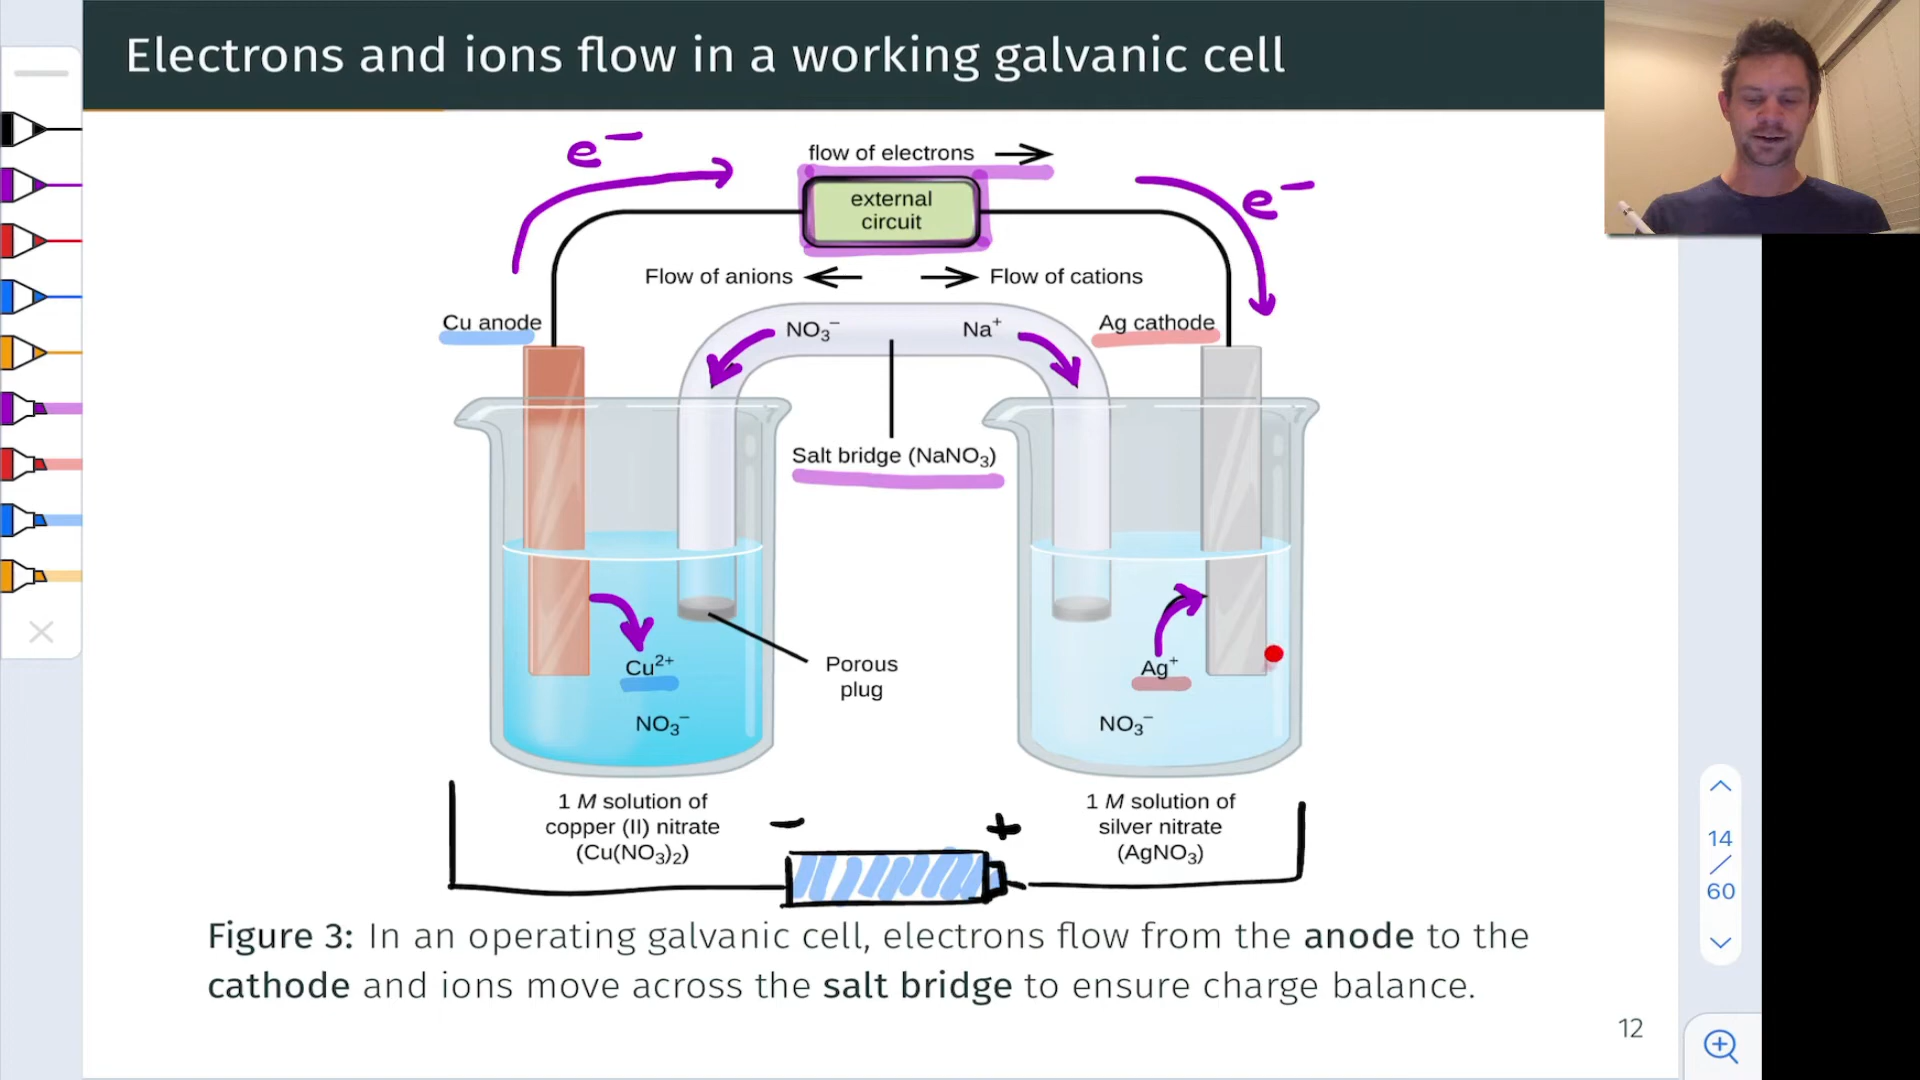 Electrons and ions flow in a working galvanic cell
e⁻
flow of electrons
e⁻
external
circuit
Flow of anions
Flow of cations
Cu anode
NO₃⁻
Na⁺
Ag cathode
Salt bridge (NaNO₃)
Cu²⁺
Porous
plug
Ag⁺
NO₃⁻
NO₃⁻
1 M solution of
copper (II) nitrate
(Cu(NO₃)₂)
−
+
1 M solution of
silver nitrate
(AgNO₃)
14
60
Figure 3: In an operating galvanic cell, electrons flow from the anode to the
cathode and ions move across the salt bridge to ensure charge balance.
12